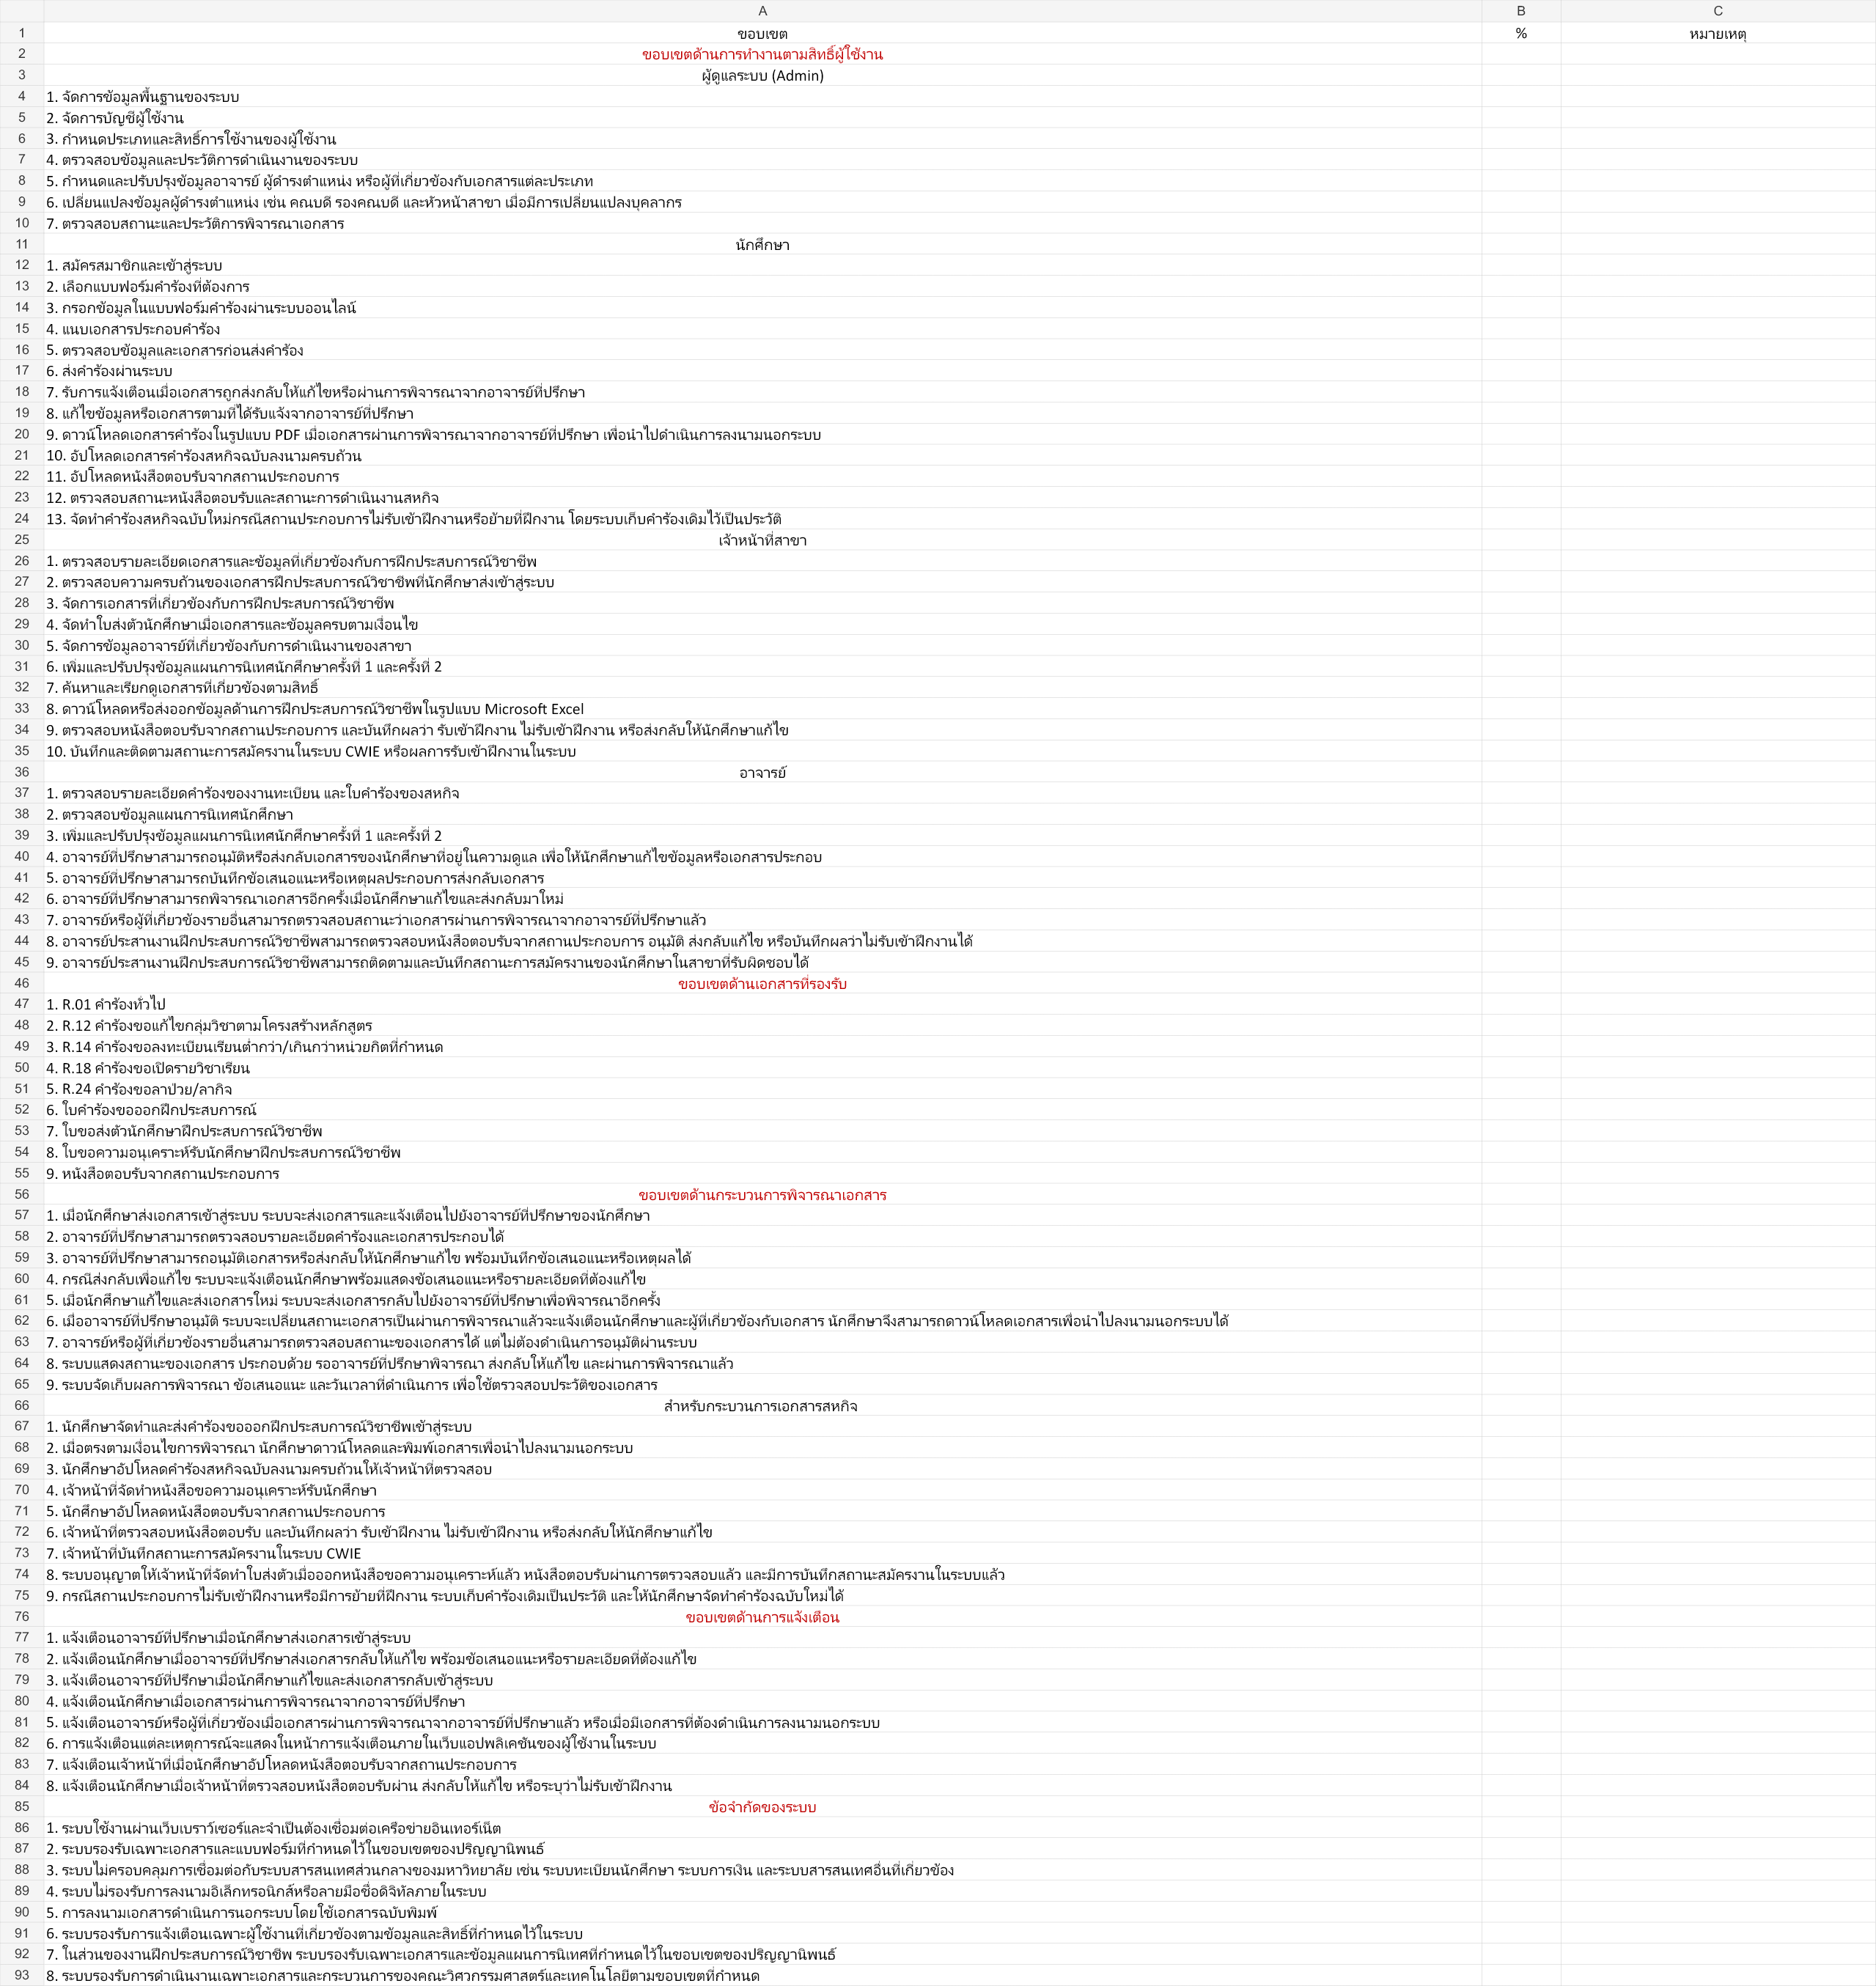 A B C
1 ขอบเขต % หมายเหตุ
2 ขอบเขตด้านการทำงานตามสิทธิ์ผู้ใช้งาน
3 ผู้ดูแลระบบ (Admin)
4 1. จัดการข้อมูลพื้นฐานของระบบ
5 2. จัดการบัญชีผู้ใช้งาน
6 3. กำหนดประเภทและสิทธิ์การใช้งานของผู้ใช้งาน
7 4. ตรวจสอบข้อมูลและประวัติการดำเนินงานของระบบ
8 5. กำหนดและปรับปรุงข้อมูลอาจารย์ ผู้ดำรงตำแหน่ง หรือผู้ที่เกี่ยวข้องกับเอกสารแต่ละประเภท
9 6. เปลี่ยนแปลงข้อมูลผู้ดำรงตำแหน่ง เช่น คณบดี รองคณบดี และหัวหน้าสาขา เมื่อมีการเปลี่ยนแปลงบุคลากร
10 7. ตรวจสอบสถานะและประวัติการพิจารณาเอกสาร
11 นักศึกษา
12 1. สมัครสมาชิกและเข้าสู่ระบบ
13 2. เลือกแบบฟอร์มคำร้องที่ต้องการ
14 3. กรอกข้อมูลในแบบฟอร์มคำร้องผ่านระบบออนไลน์
15 4. แนบเอกสารประกอบคำร้อง
16 5. ตรวจสอบข้อมูลและเอกสารก่อนส่งคำร้อง
17 6. ส่งคำร้องผ่านระบบ
18 7. รับการแจ้งเตือนเมื่อเอกสารถูกส่งกลับให้แก้ไขหรือผ่านการพิจารณาจากอาจารย์ที่ปรึกษา
19 8. แก้ไขข้อมูลหรือเอกสารตามที่ได้รับแจ้งจากอาจารย์ที่ปรึกษา
20 9. ดาวน์โหลดเอกสารคำร้องในรูปแบบ PDF เมื่อเอกสารผ่านการพิจารณาจากอาจารย์ที่ปรึกษา เพื่อนำไปดำเนินการลงนามนอกระบบ
21 10. อัปโหลดเอกสารคำร้องสหกิจฉบับลงนามครบถ้วน
22 11. อัปโหลดหนังสือตอบรับจากสถานประกอบการ
23 12. ตรวจสอบสถานะหนังสือตอบรับและสถานะการดำเนินงานสหกิจ
24 13. จัดทำคำร้องสหกิจฉบับใหม่กรณีสถานประกอบการไม่รับเข้าฝึกงานหรือย้ายที่ฝึกงาน โดยระบบเก็บคำร้องเดิมไว้เป็นประวัติ
25 เจ้าหน้าที่สาขา
26 1. ตรวจสอบรายละเอียดเอกสารและข้อมูลที่เกี่ยวข้องกับการฝึกประสบการณ์วิชาชีพ
27 2. ตรวจสอบความครบถ้วนของเอกสารฝึกประสบการณ์วิชาชีพที่นักศึกษาส่งเข้าสู่ระบบ
28 3. จัดการเอกสารที่เกี่ยวข้องกับการฝึกประสบการณ์วิชาชีพ
29 4. จัดทำใบส่งตัวนักศึกษาเมื่อเอกสารและข้อมูลครบตามเงื่อนไข
30 5. จัดการข้อมูลอาจารย์ที่เกี่ยวข้องกับการดำเนินงานของสาขา
31 6. เพิ่มและปรับปรุงข้อมูลแผนการนิเทศนักศึกษาครั้งที่ 1 และครั้งที่ 2
32 7. ค้นหาและเรียกดูเอกสารที่เกี่ยวข้องตามสิทธิ์
33 8. ดาวน์โหลดหรือส่งออกข้อมูลด้านการฝึกประสบการณ์วิชาชีพในรูปแบบ Microsoft Excel
34 9. ตรวจสอบหนังสือตอบรับจากสถานประกอบการ และบันทึกผลว่า รับเข้าฝึกงาน ไม่รับเข้าฝึกงาน หรือส่งกลับให้นักศึกษาแก้ไข
35 10. บันทึกและติดตามสถานะการสมัครงานในระบบ CWIE หรือผลการรับเข้าฝึกงานในระบบ
36 อาจารย์
37 1. ตรวจสอบรายละเอียดคำร้องของงานทะเบียน และใบคำร้องของสหกิจ
38 2. ตรวจสอบข้อมูลแผนการนิเทศนักศึกษา
39 3. เพิ่มและปรับปรุงข้อมูลแผนการนิเทศนักศึกษาครั้งที่ 1 และครั้งที่ 2
40 4. อาจารย์ที่ปรึกษาสามารถอนุมัติหรือส่งกลับเอกสารของนักศึกษาที่อยู่ในความดูแล เพื่อให้นักศึกษาแก้ไขข้อมูลหรือเอกสารประกอบ
41 5. อาจารย์ที่ปรึกษาสามารถบันทึกข้อเสนอแนะหรือเหตุผลประกอบการส่งกลับเอกสาร
42 6. อาจารย์ที่ปรึกษาสามารถพิจารณาเอกสารอีกครั้งเมื่อนักศึกษาแก้ไขและส่งกลับมาใหม่
43 7. อาจารย์หรือผู้ที่เกี่ยวข้องรายอื่นสามารถตรวจสอบสถานะว่าเอกสารผ่านการพิจารณาจากอาจารย์ที่ปรึกษาแล้ว
44 8. อาจารย์ประสานงานฝึกประสบการณ์วิชาชีพสามารถตรวจสอบหนังสือตอบรับจากสถานประกอบการ อนุมัติ ส่งกลับแก้ไข หรือบันทึกผลว่าไม่รับเข้าฝึกงานได้
45 9. อาจารย์ประสานงานฝึกประสบการณ์วิชาชีพสามารถติดตามและบันทึกสถานะการสมัครงานของนักศึกษาในสาขาที่รับผิดชอบได้
46 ขอบเขตด้านเอกสารที่รองรับ
47 1. R.01 คำร้องทั่วไป
48 2. R.12 คำร้องขอแก้ไขกลุ่มวิชาตามโครงสร้างหลักสูตร
49 3. R.14 คำร้องขอลงทะเบียนเรียนต่ำกว่า/เกินกว่าหน่วยกิตที่กำหนด
50 4. R.18 คำร้องขอเปิดรายวิชาเรียน
51 5. R.24 คำร้องขอลาป่วย/ลากิจ
52 6. ใบคำร้องขอออกฝึกประสบการณ์
53 7. ใบขอส่งตัวนักศึกษาฝึกประสบการณ์วิชาชีพ
54 8. ใบขอความอนุเคราะห์รับนักศึกษาฝึกประสบการณ์วิชาชีพ
55 9. หนังสือตอบรับจากสถานประกอบการ
56 ขอบเขตด้านกระบวนการพิจารณาเอกสาร
57 1. เมื่อนักศึกษาส่งเอกสารเข้าสู่ระบบ ระบบจะส่งเอกสารและแจ้งเตือนไปยังอาจารย์ที่ปรึกษาของนักศึกษา
58 2. อาจารย์ที่ปรึกษาสามารถตรวจสอบรายละเอียดคำร้องและเอกสารประกอบได้
59 3. อาจารย์ที่ปรึกษาสามารถอนุมัติเอกสารหรือส่งกลับให้นักศึกษาแก้ไข พร้อมบันทึกข้อเสนอแนะหรือเหตุผลได้
60 4. กรณีส่งกลับเพื่อแก้ไข ระบบจะแจ้งเตือนนักศึกษาพร้อมแสดงข้อเสนอแนะหรือรายละเอียดที่ต้องแก้ไข
61 5. เมื่อนักศึกษาแก้ไขและส่งเอกสารใหม่ ระบบจะส่งเอกสารกลับไปยังอาจารย์ที่ปรึกษาเพื่อพิจารณาอีกครั้ง
62 6. เมื่ออาจารย์ที่ปรึกษาอนุมัติ ระบบจะเปลี่ยนสถานะเอกสารเป็นผ่านการพิจารณาแล้วจะแจ้งเตือนนักศึกษาและผู้ที่เกี่ยวข้องกับเอกสาร นักศึกษาจึงสามารถดาวน์โหลดเอกสารเพื่อนำไปลงนามนอกระบบได้
63 7. อาจารย์หรือผู้ที่เกี่ยวข้องรายอื่นสามารถตรวจสอบสถานะของเอกสารได้ แต่ไม่ต้องดำเนินการอนุมัติผ่านระบบ
64 8. ระบบแสดงสถานะของเอกสาร ประกอบด้วย รออาจารย์ที่ปรึกษาพิจารณา ส่งกลับให้แก้ไข และผ่านการพิจารณาแล้ว
65 9. ระบบจัดเก็บผลการพิจารณา ข้อเสนอแนะ และวันเวลาที่ดำเนินการ เพื่อใช้ตรวจสอบประวัติของเอกสาร
66 สำหรับกระบวนการเอกสารสหกิจ
67 1. นักศึกษาจัดทำและส่งคำร้องขอออกฝึกประสบการณ์วิชาชีพเข้าสู่ระบบ
68 2. เมื่อตรงตามเงื่อนไขการพิจารณา นักศึกษาดาวน์โหลดและพิมพ์เอกสารเพื่อนำไปลงนามนอกระบบ
69 3. นักศึกษาอัปโหลดคำร้องสหกิจฉบับลงนามครบถ้วนให้เจ้าหน้าที่ตรวจสอบ
70 4. เจ้าหน้าที่จัดทำหนังสือขอความอนุเคราะห์รับนักศึกษา
71 5. นักศึกษาอัปโหลดหนังสือตอบรับจากสถานประกอบการ
72 6. เจ้าหน้าที่ตรวจสอบหนังสือตอบรับ และบันทึกผลว่า รับเข้าฝึกงาน ไม่รับเข้าฝึกงาน หรือส่งกลับให้นักศึกษาแก้ไข
73 7. เจ้าหน้าที่บันทึกสถานะการสมัครงานในระบบ CWIE
74 8. ระบบอนุญาตให้เจ้าหน้าที่จัดทำใบส่งตัวเมื่อออกหนังสือขอความอนุเคราะห์แล้ว หนังสือตอบรับผ่านการตรวจสอบแล้ว และมีการบันทึกสถานะสมัครงานในระบบแล้ว
75 9. กรณีสถานประกอบการไม่รับเข้าฝึกงานหรือมีการย้ายที่ฝึกงาน ระบบเก็บคำร้องเดิมเป็นประวัติ และให้นักศึกษาจัดทำคำร้องฉบับใหม่ได้
76 ขอบเขตด้านการแจ้งเตือน
77 1. แจ้งเตือนอาจารย์ที่ปรึกษาเมื่อนักศึกษาส่งเอกสารเข้าสู่ระบบ
78 2. แจ้งเตือนนักศึกษาเมื่ออาจารย์ที่ปรึกษาส่งเอกสารกลับให้แก้ไข พร้อมข้อเสนอแนะหรือรายละเอียดที่ต้องแก้ไข
79 3. แจ้งเตือนอาจารย์ที่ปรึกษาเมื่อนักศึกษาแก้ไขและส่งเอกสารกลับเข้าสู่ระบบ
80 4. แจ้งเตือนนักศึกษาเมื่อเอกสารผ่านการพิจารณาจากอาจารย์ที่ปรึกษา
81 5. แจ้งเตือนอาจารย์หรือผู้ที่เกี่ยวข้องเมื่อเอกสารผ่านการพิจารณาจากอาจารย์ที่ปรึกษาแล้ว หรือเมื่อมีเอกสารที่ต้องดำเนินการลงนามนอกระบบ
82 6. การแจ้งเตือนแต่ละเหตุการณ์จะแสดงในหน้าการแจ้งเตือนภายในเว็บแอปพลิเคชันของผู้ใช้งานในระบบ
83 7. แจ้งเตือนเจ้าหน้าที่เมื่อนักศึกษาอัปโหลดหนังสือตอบรับจากสถานประกอบการ
84 8. แจ้งเตือนนักศึกษาเมื่อเจ้าหน้าที่ตรวจสอบหนังสือตอบรับผ่าน ส่งกลับให้แก้ไข หรือระบุว่าไม่รับเข้าฝึกงาน
85 ข้อจำกัดของระบบ
86 1. ระบบใช้งานผ่านเว็บเบราว์เซอร์และจำเป็นต้องเชื่อมต่อเครือข่ายอินเทอร์เน็ต
87 2. ระบบรองรับเฉพาะเอกสารและแบบฟอร์มที่กำหนดไว้ในขอบเขตของปริญญานิพนธ์
88 3. ระบบไม่ครอบคลุมการเชื่อมต่อกับระบบสารสนเทศส่วนกลางของมหาวิทยาลัย เช่น ระบบทะเบียนนักศึกษา ระบบการเงิน และระบบสารสนเทศอื่นที่เกี่ยวข้อง
89 4. ระบบไม่รองรับการลงนามอิเล็กทรอนิกส์หรือลายมือชื่อดิจิทัลภายในระบบ
90 5. การลงนามเอกสารดำเนินการนอกระบบโดยใช้เอกสารฉบับพิมพ์
91 6. ระบบรองรับการแจ้งเตือนเฉพาะผู้ใช้งานที่เกี่ยวข้องตามข้อมูลและสิทธิ์ที่กำหนดไว้ในระบบ
92 7. ในส่วนของงานฝึกประสบการณ์วิชาชีพ ระบบรองรับเฉพาะเอกสารและข้อมูลแผนการนิเทศที่กำหนดไว้ในขอบเขตของปริญญานิพนธ์
93 8. ระบบรองรับการดำเนินงานเฉพาะเอกสารและกระบวนการของคณะวิศวกรรมศาสตร์และเทคโนโลยีตามขอบเขตที่กำหนด